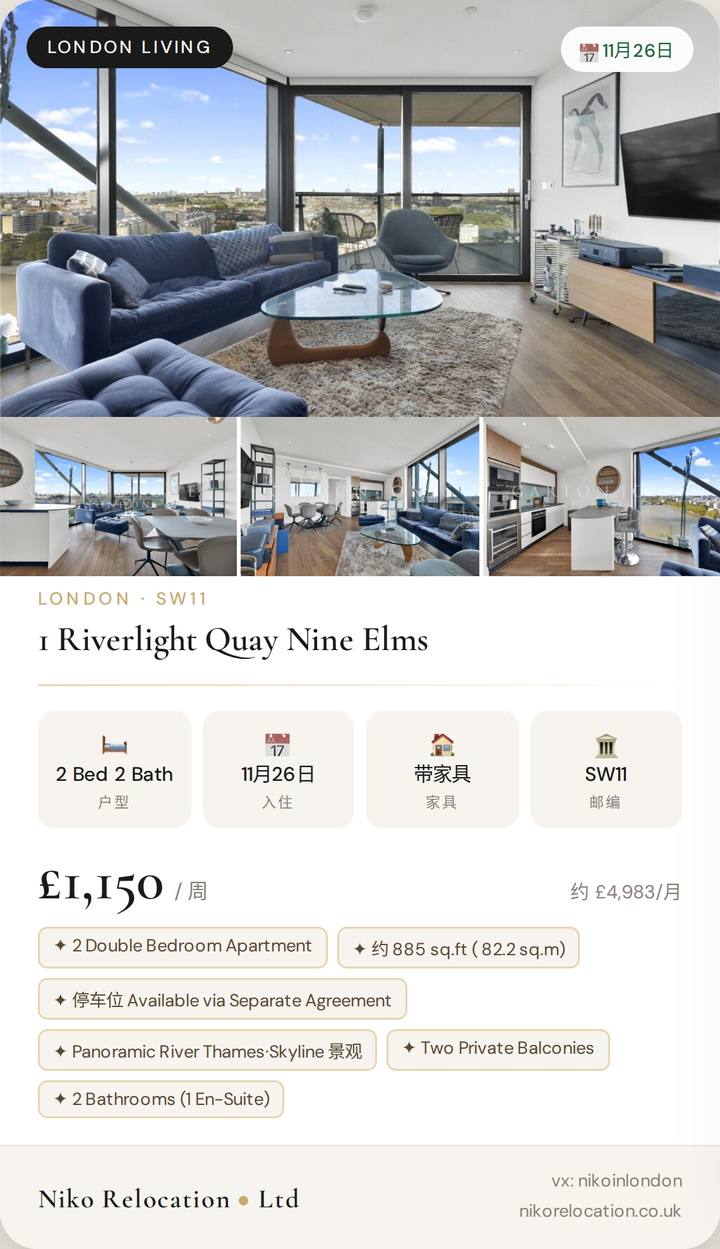 LONDON LIVING
11月26日
LONDON · SW11
1 Riverlight Quay Nine Elms
2 Bed 2 Bath
户型
17
11月26日
入住
带家具
家具
SW11
邮编
£1,150 / 周
约 £4,983/月
✦ 2 Double Bedroom Apartment
✦ 约 885 sq.ft ( 82.2 sq.m)
✦ 停车位 Available via Separate Agreement
✦ Panoramic River Thames·Skyline 景观
✦ Two Private Balconies
✦ 2 Bathrooms (1 En-Suite)
Niko Relocation • Ltd
vx: nikoinlondon
nikorelocation.co.uk